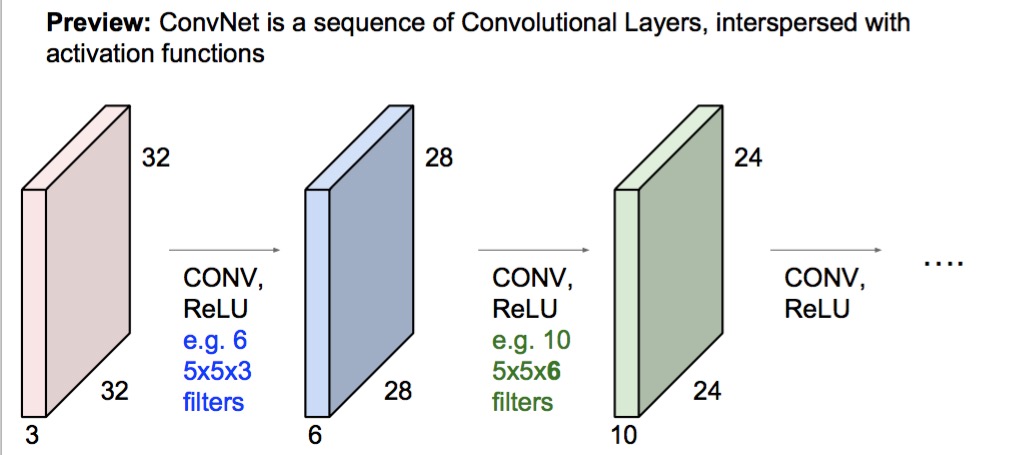 Preview: ConvNet is a sequence of Convolutional Layers, interspersed with
activation functions
32
32
3
CONV,
ReLU
e.g. 6
5x5x3
filters
28
28
6
CONV,
ReLU
e.g. 10
5x5x6
filters
24
24
10
CONV,
ReLU
....